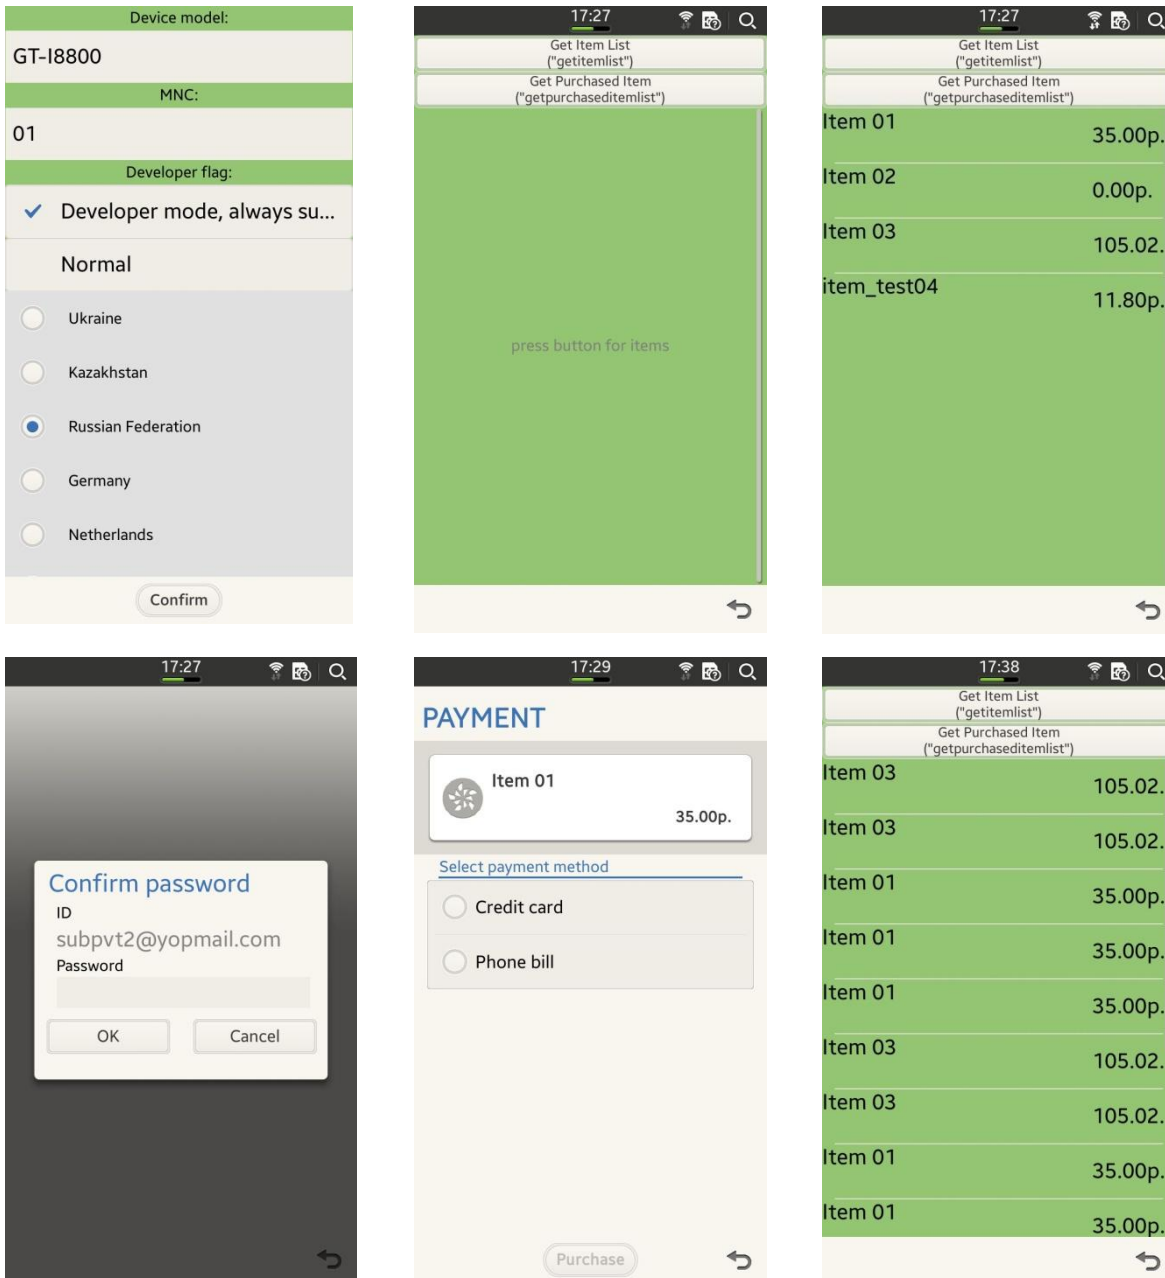 Device model:
GT-I8800
MNC:
01
Developer flag:
Developer mode, always su...
Normal
Ukraine
Kazakhstan
Russian Federation
Germany
Netherlands
Confirm
17:27
Get Item List
("getitemlist")
Get Purchased Item
("getpurchaseditemlist")
press button for items
17:27
Get Item List
("getitemlist")
Get Purchased Item
("getpurchaseditemlist")
Item 01
35.00p.
Item 02
0.00p.
Item 03
105.02.
item_test04
11.80p.
17:27
Confirm password
ID
subpvt2@yopmail.com
Password
OK Cancel
17:29
PAYMENT
Item 01
35.00p.
Select payment method
Credit card
Phone bill
Purchase
17:38
Get Item List
("getitemlist")
Get Purchased Item
("getpurchaseditemlist")
Item 03
105.02.
Item 03
105.02.
Item 01
35.00p.
Item 01
35.00p.
Item 01
35.00p.
Item 03
105.02.
Item 03
105.02.
Item 01
35.00p.
Item 01
35.00p.